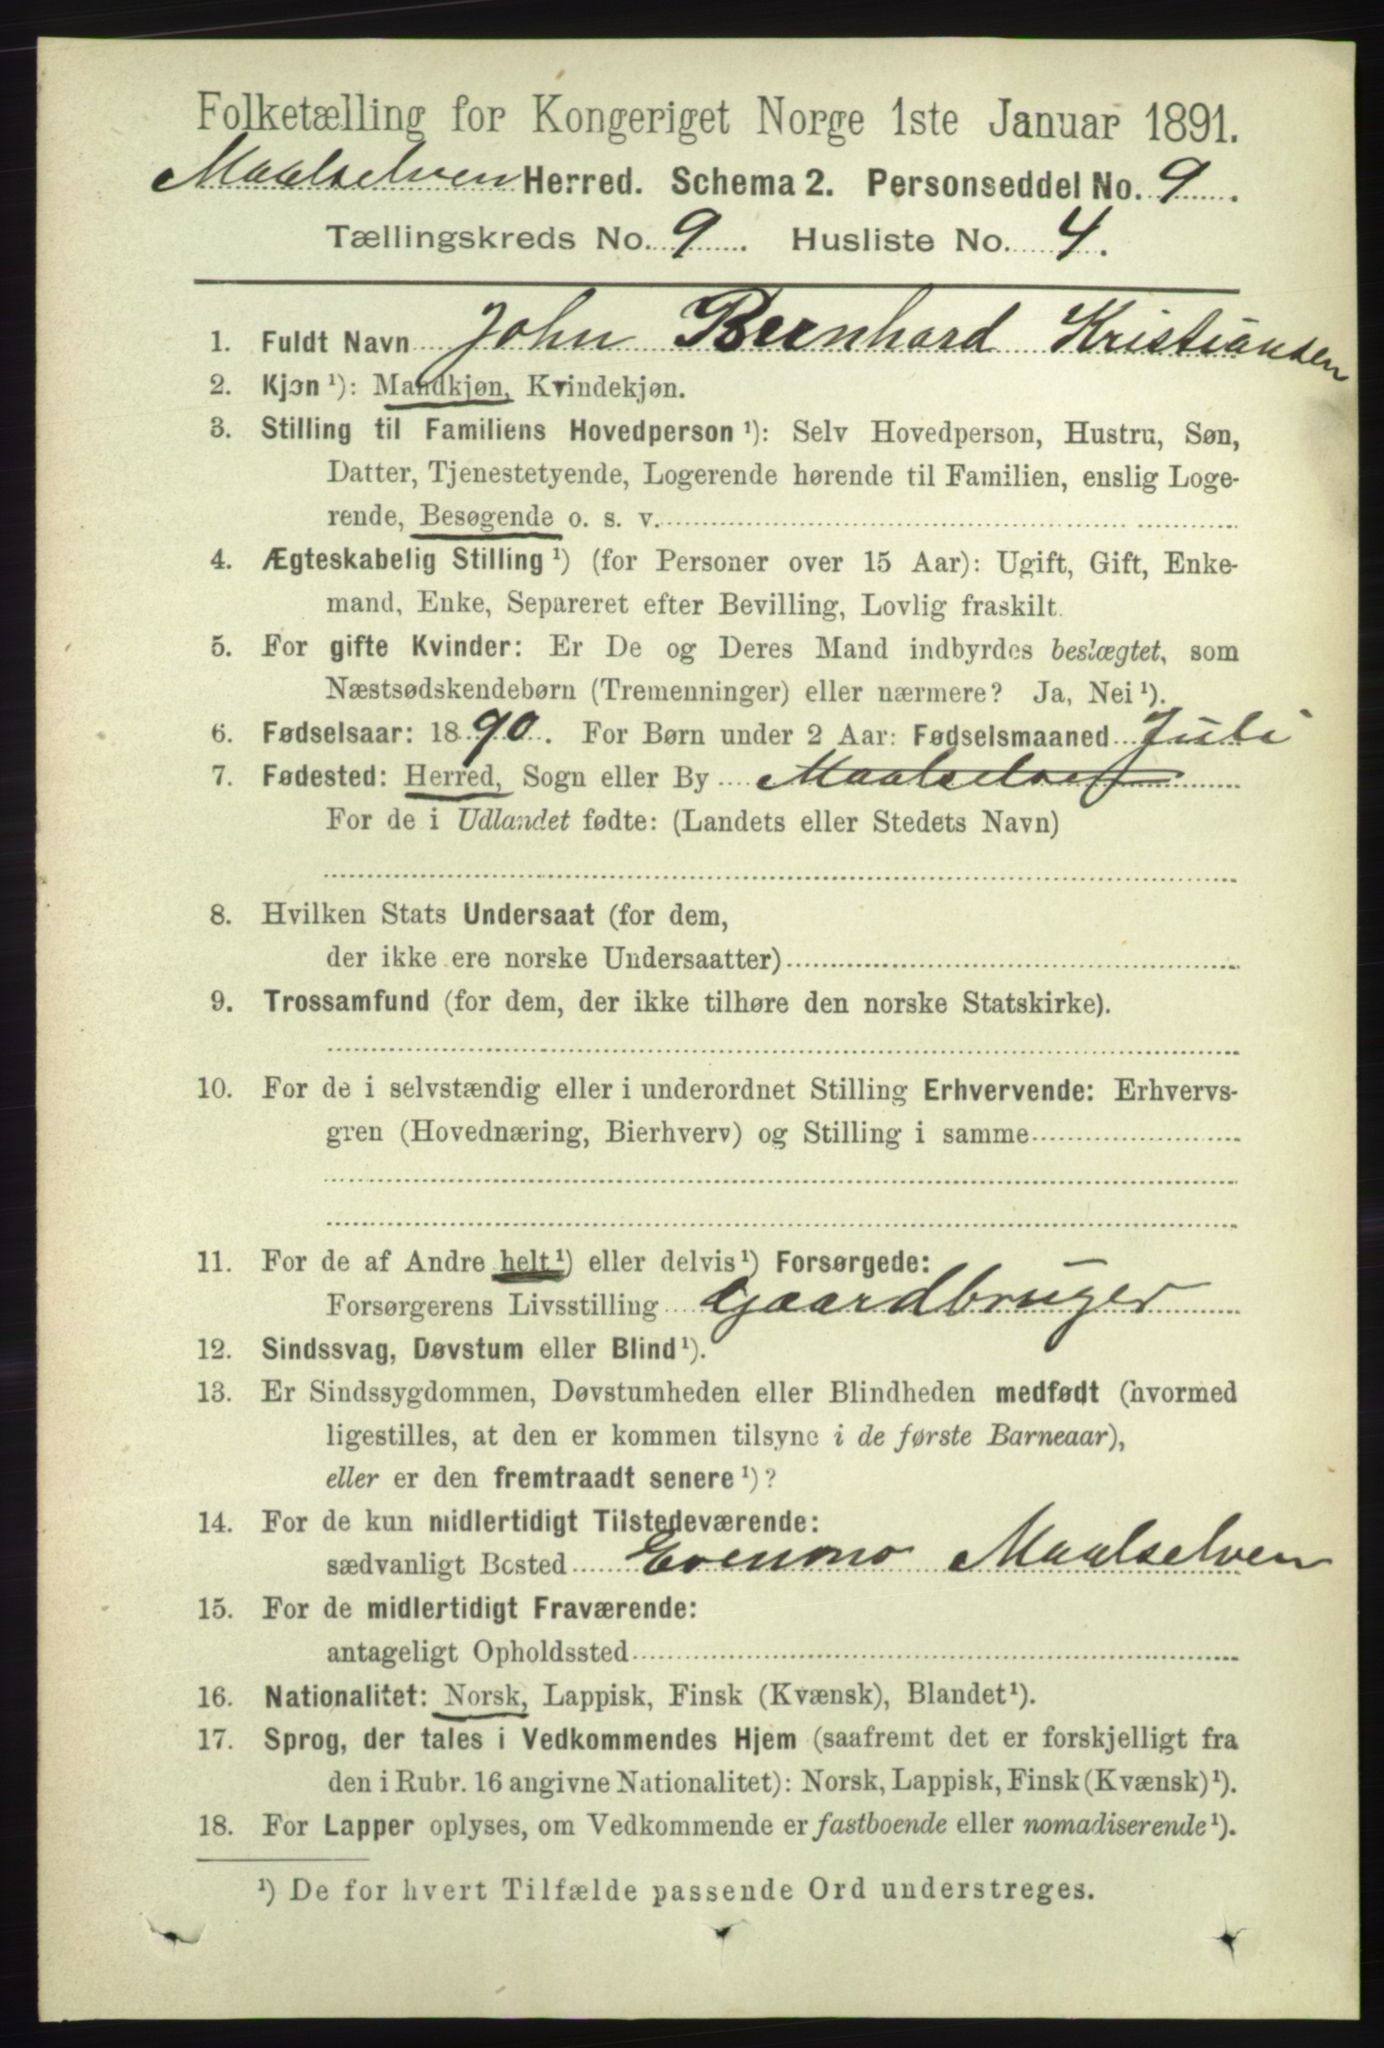 Folketælling for Kongeriget Norge 1ste Januar 1891.
Maalselven Herred. Schema 2. Personseddel No. 9.
Tællingskreds No. 9. Husliste No. 4.
1. Fuldt Navn John Bernhard Kristiansen
2. Kjøn ¹): Mandkjøn, Kvindekjøn.
3. Stilling til Familiens Hovedperson ¹): Selv Hovedperson, Hustru, Søn,
Datter, Tjenestetyende, Logerende hørende til Familien, enslig Loge-
rende, Besøgende o. s. v.
4. Ægteskabelig Stilling ¹) (for Personer over 15 Aar): Ugift, Gift, Enke-
mand, Enke, Separeret efter Bevilling, Lovlig fraskilt.
5. For gifte Kvinder: Er De og Deres Mand indbyrdes beslægtet, som
Næstsødskendebørn (Tremenninger) eller nærmere? Ja, Nei ¹).
6. Fødselsaar: 1890. For Børn under 2 Aar: Fødselsmaaned Juli
7. Fødested: Herred, Sogn eller By Maalselven
For de i Udlandet fødte: (Landets eller Stedets Navn)
8. Hvilken Stats Undersaat (for dem,
der ikke ere norske Undersaatter)
9. Trossamfund (for dem, der ikke tilhøre den norske Statskirke).
10. For de i selvstændig eller i underordnet Stilling Erhvervende: Erhvervs-
gren (Hovednæring, Bierhverv) og Stilling i samme
11. For de af Andre helt ¹) eller delvis ¹) Forsørgede:
Forsørgerens Livsstilling Gaardbruger
12. Sindssvag, Døvstum eller Blind ¹).
13. Er Sindssygdommen, Døvstumheden eller Blindheden medfødt (hvormed
ligestilles, at den er kommen tilsyne i de første Barneaar),
eller er den fremtraadt senere ¹)?
14. For de kun midlertidigt Tilstedeværende:
sædvanligt Bosted Evenmo Maalselven
15. For de midlertidigt Fraværende:
antageligt Opholdssted
16. Nationalitet: Norsk, Lappisk, Finsk (Kvænsk), Blandet ¹).
17. Sprog, der tales i Vedkommendes Hjem (saafremt det er forskjelligt fra
den i Rubr. 16 angivne Nationalitet): Norsk, Lappisk, Finsk (Kvænsk) ¹).
18. For Lapper oplyses, om Vedkommende er fastboende eller nomadiserende ¹).
¹) De for hvert Tilfælde passende Ord understreges.